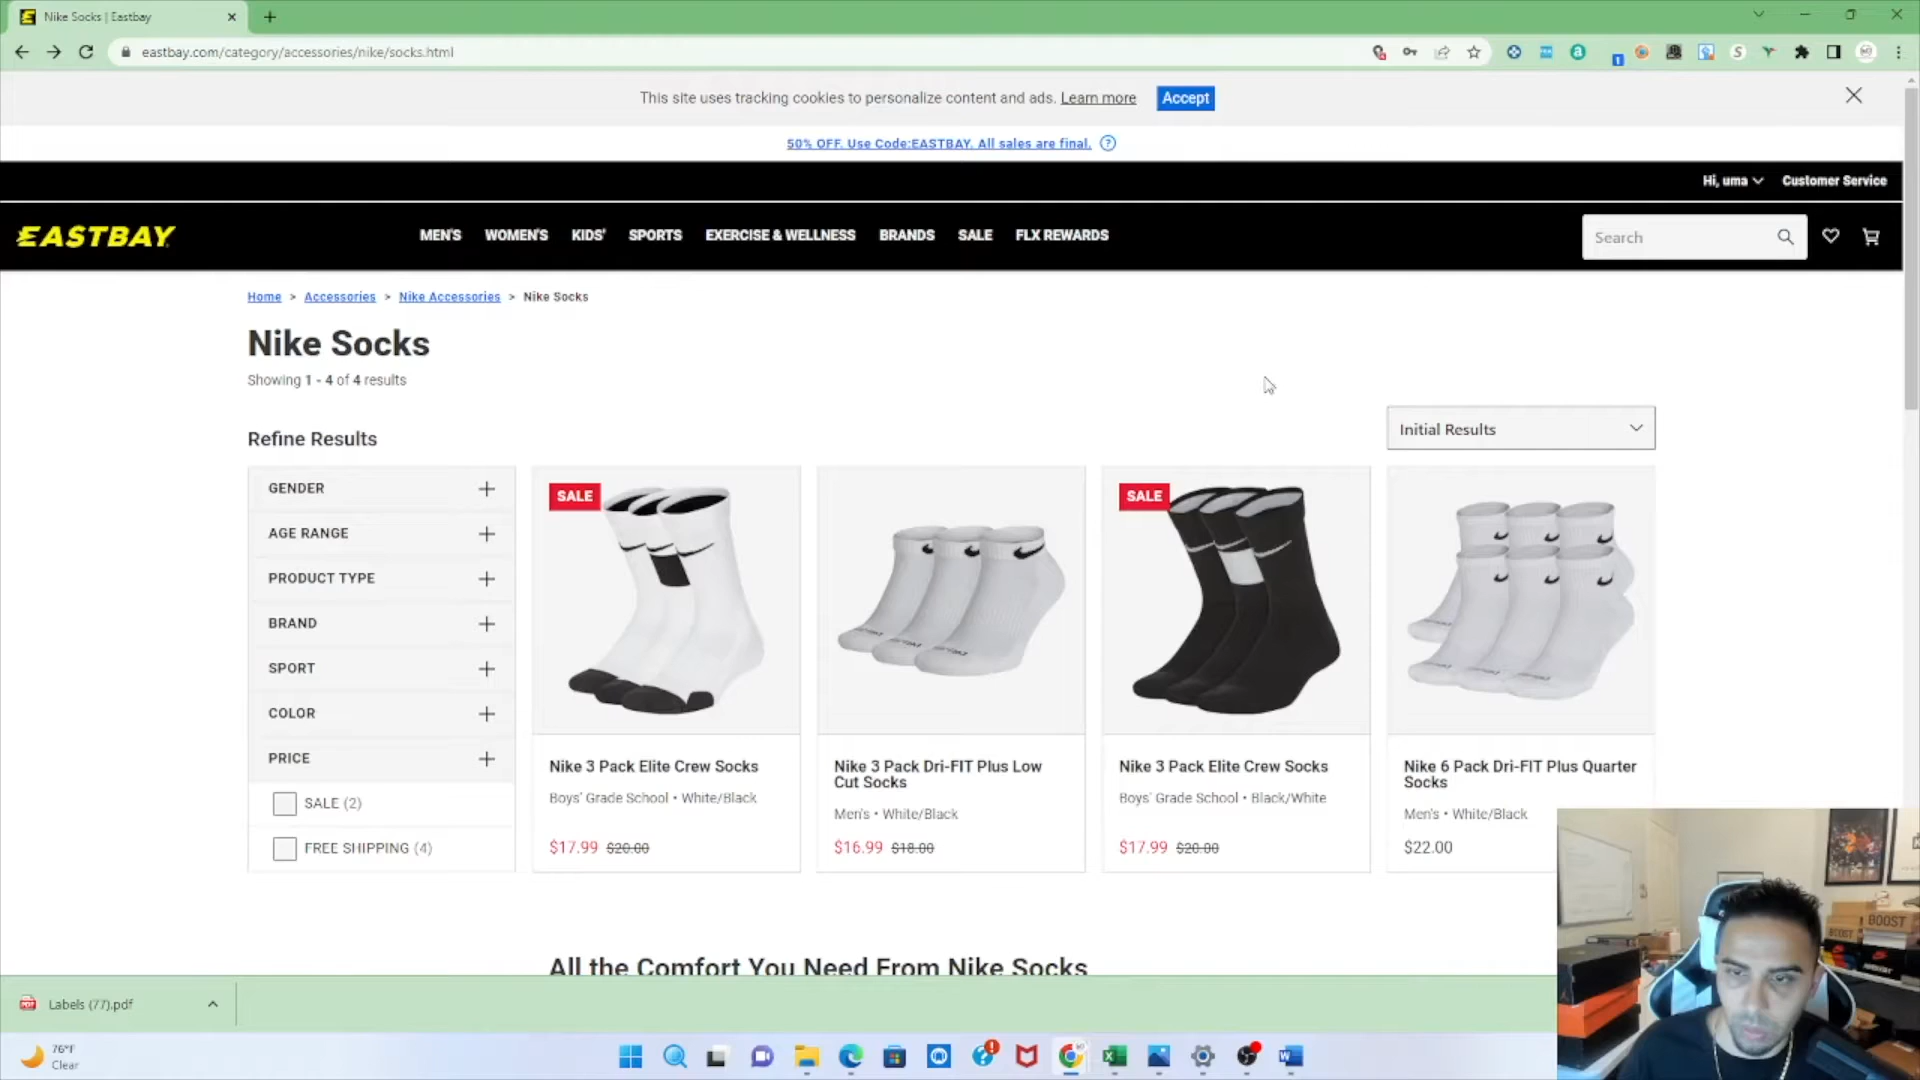 Nike Socks | Eastbay
eastbay.com/category/accessories/nike/socks.html
This site uses tracking cookies to personalize content and ads. Learn more Accept
50% OFF. Use Code:EASTBAY. All sales are final.
Hi, uma Customer Service
EASTBAY
MEN'S WOMEN'S KIDS' SPORTS EXERCISE & WELLNESS BRANDS SALE FLX REWARDS
Search
Home > Accessories > Nike Accessories > Nike Socks
Nike Socks
Showing 1 - 4 of 4 results
Initial Results
Refine Results
GENDER
AGE RANGE
PRODUCT TYPE
BRAND
SPORT
COLOR
PRICE
SALE (2)
FREE SHIPPING (4)
SALE
Nike 3 Pack Elite Crew Socks
Boys' Grade School • White/Black
$17.99 $20.00
Nike 3 Pack Dri-FIT Plus Low
Cut Socks
Men's • White/Black
$16.99 $18.00
SALE
Nike 3 Pack Elite Crew Socks
Boys' Grade School • Black/White
$17.99 $20.00
Nike 6 Pack Dri-FIT Plus Quarter
Socks
Men's • White/Black
$22.00
All the Comfort You Need From Nike Socks
BOOST
BOOST
Labels (77).pdf
76°F
Clear